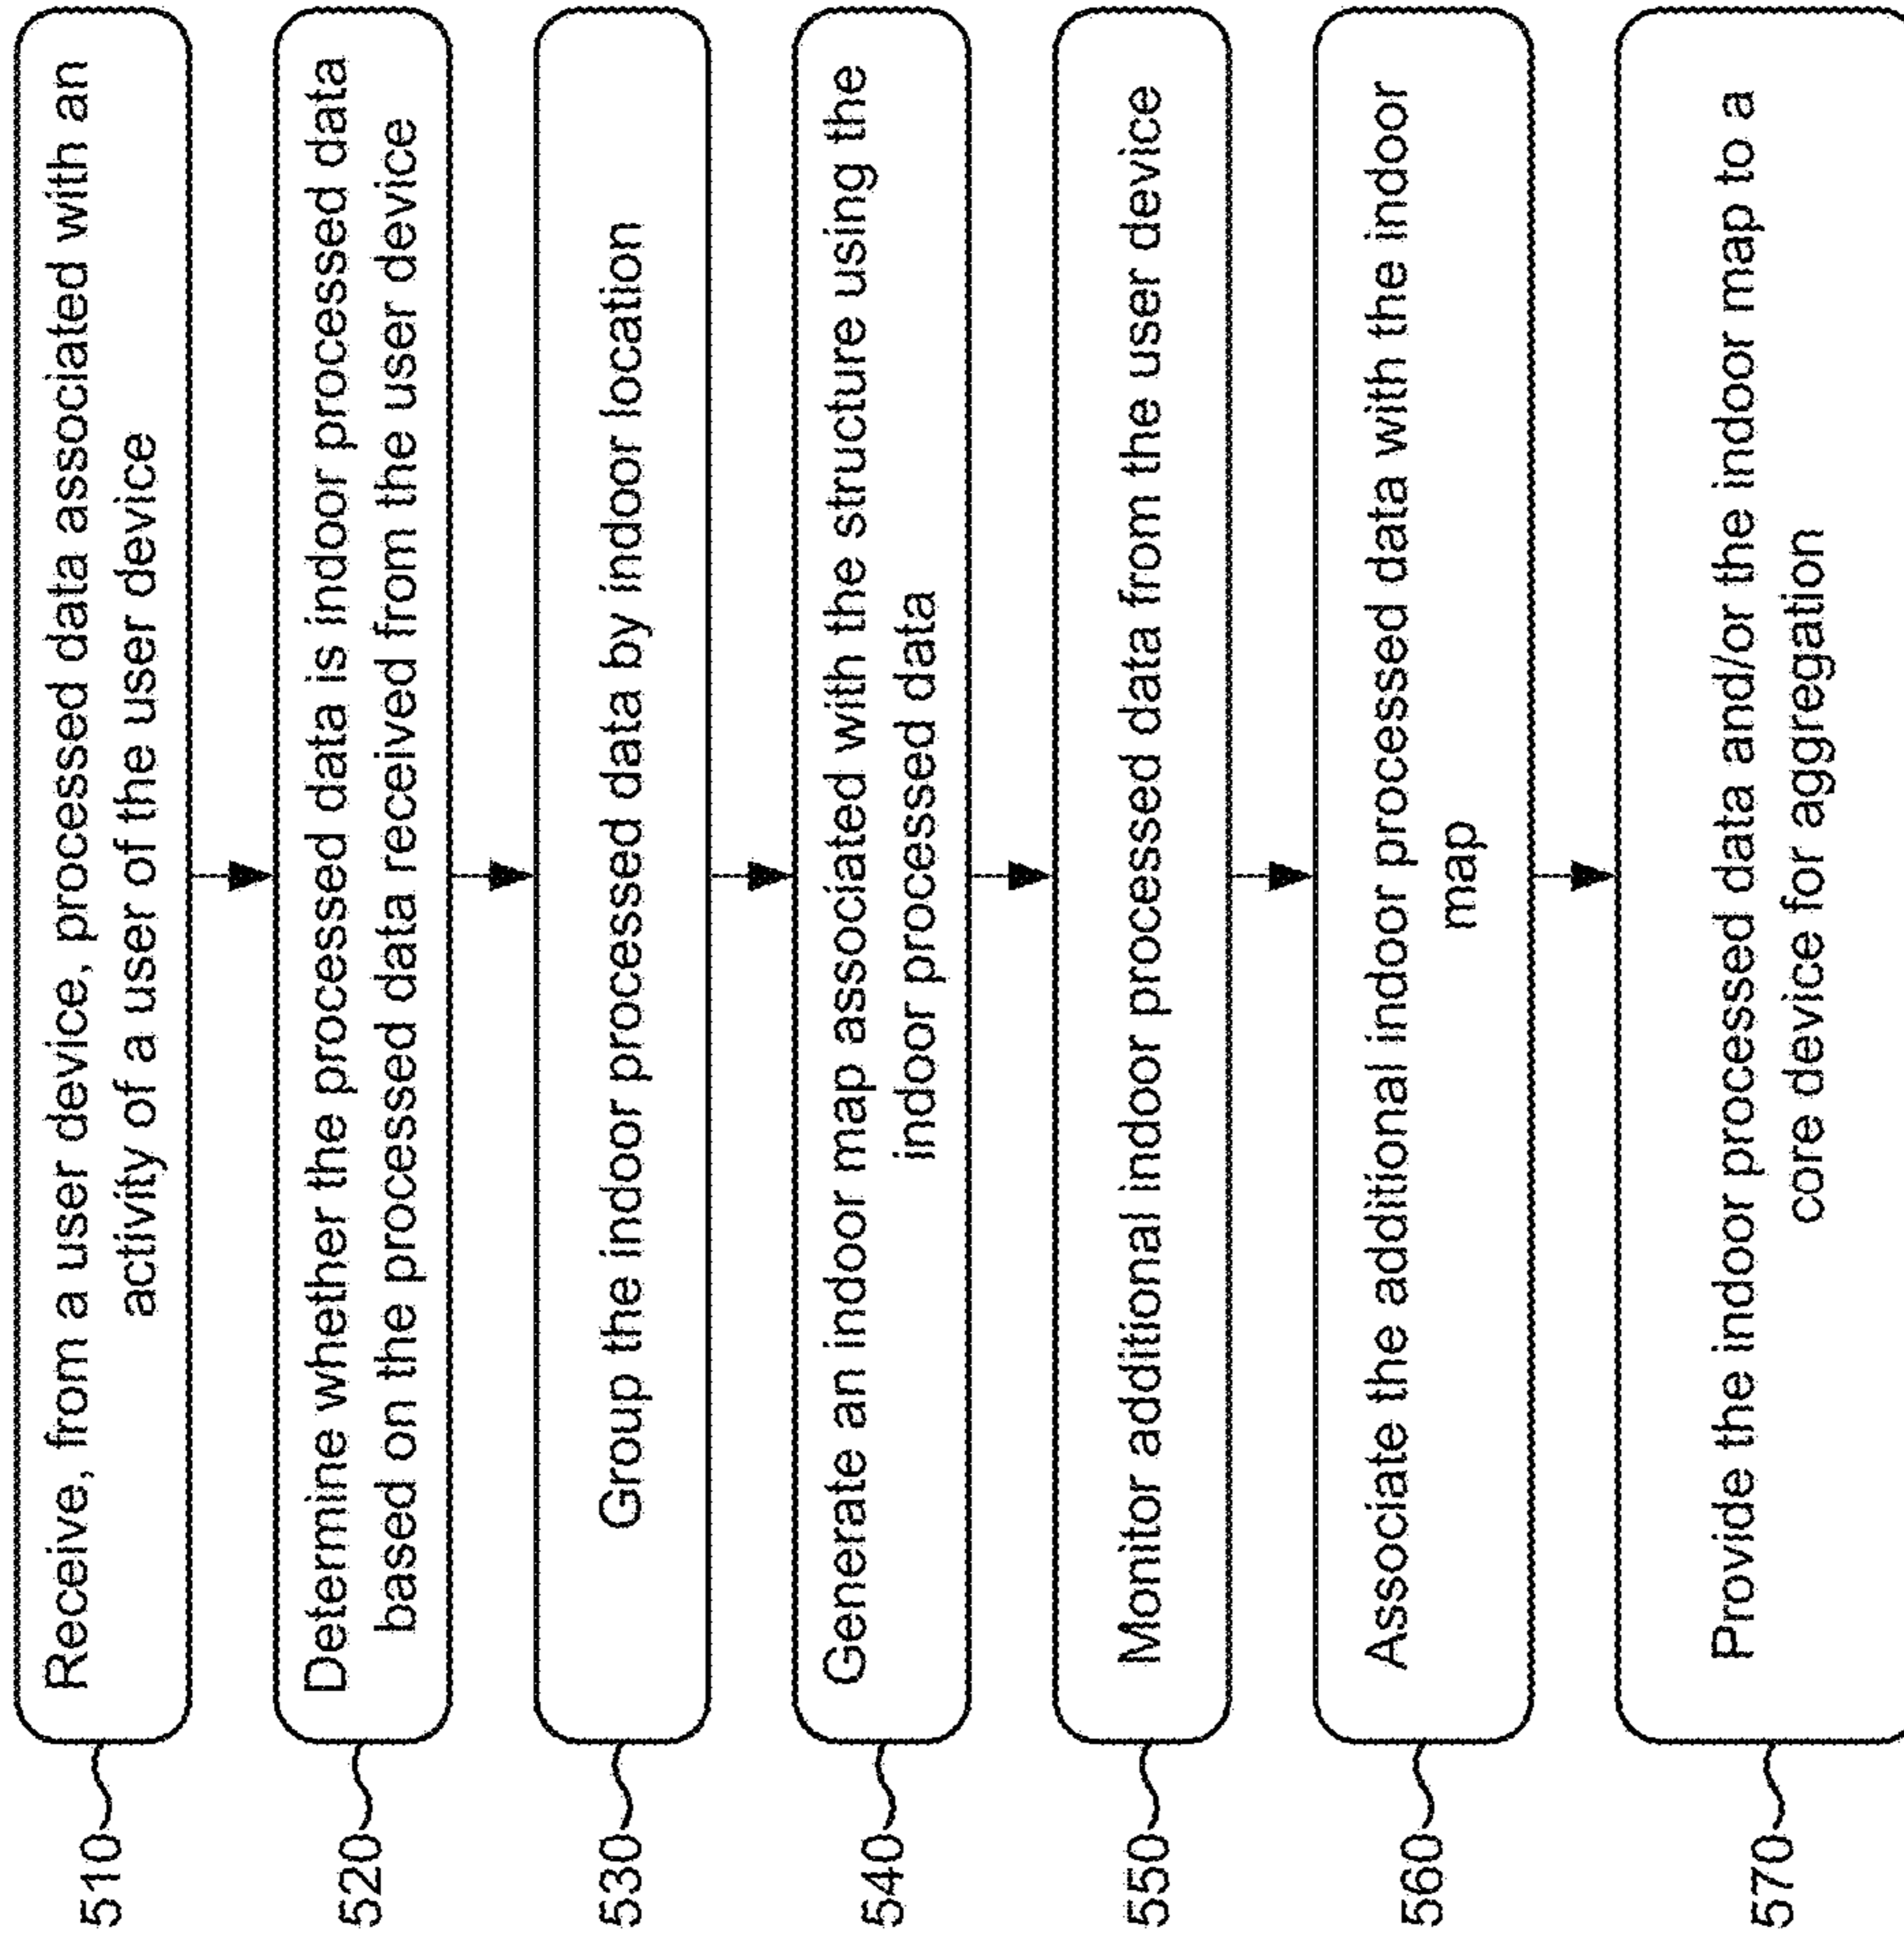 510
Receive, from a user device, processed data associated with an
activity of a user of the user device
520
Determine whether the processed data is indoor processed data
based on the processed data received from the user device
530
Group the indoor processed data by indoor location
540
Generate an indoor map associated with the structure using the
indoor processed data
550
Monitor additional indoor processed data from the user device
560
Associate the additional indoor processed data with the indoor
map
570
Provide the indoor processed data and/or the indoor map to a
core device for aggregation